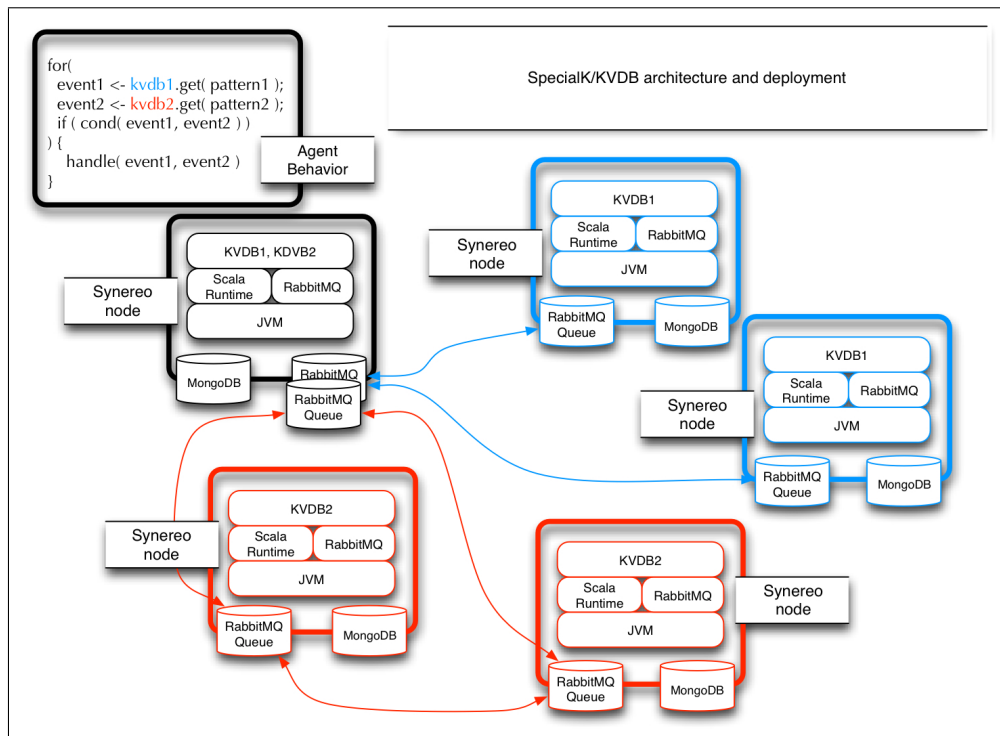 for(
event1 <- kvdb1.get( pattern1 );
event2 <- kvdb2.get( pattern2 );
if ( cond( event1, event2 ) )
) {
handle( event1, event2 )
}
Agent
Behavior
SpecialK/KVDB architecture and deployment
KVDB1, KDVB2
Scala
Runtime
RabbitMQ
JVM
Synereo
node
MongoDB
RabbitMQ
RabbitMQ
Queue
KVDB1
Scala
Runtime
RabbitMQ
JVM
Synereo
node
RabbitMQ
Queue
MongoDB
KVDB1
Scala
Runtime
RabbitMQ
JVM
Synereo
node
RabbitMQ
Queue
MongoDB
KVDB2
Scala
Runtime
RabbitMQ
JVM
Synereo
node
RabbitMQ
Queue
MongoDB
KVDB2
Scala
Runtime
RabbitMQ
JVM
Synereo
node
RabbitMQ
Queue
MongoDB